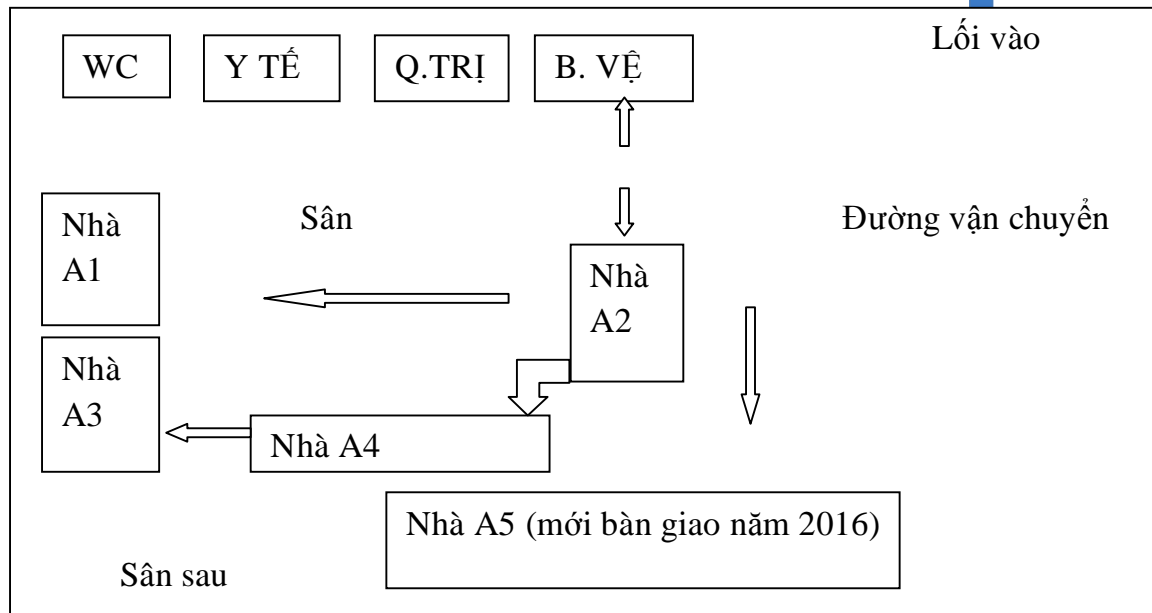 Lối vào
WC
Y TẾ
Q.TRỊ
B. VỆ
Nhà
A1
Sân
Đường vận chuyển
Nhà
A2
Nhà
A3
Nhà A4
Nhà A5 (mới bàn giao năm 2016)
Sân sau